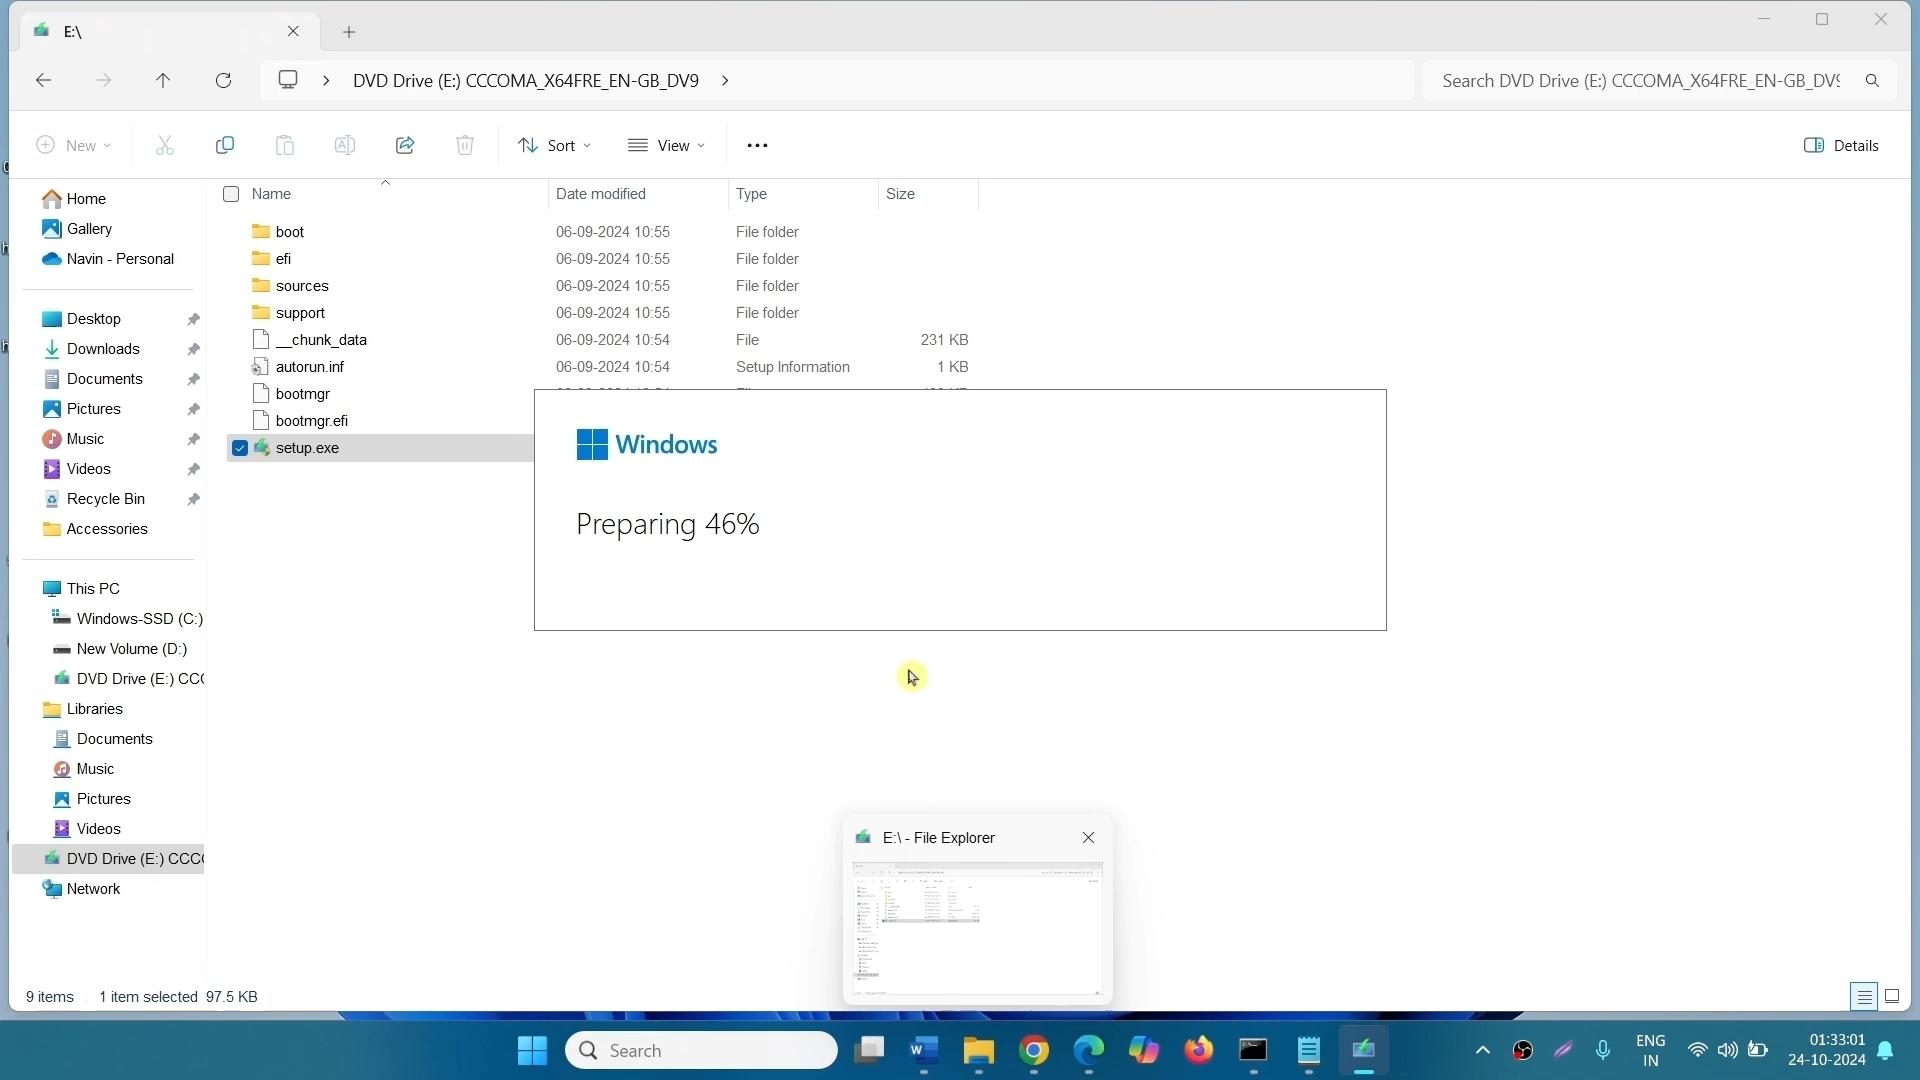 E:\
DVD Drive (E:) CCCOMA_X64FRE_EN-GB_DV9
Search DVD Drive (E:) CCCOMA_X64FRE_EN-GB_DV9
New
Sort
View
Details
Name Date modified Type Size
Home
Gallery
Navin - Personal
Desktop
Downloads
Documents
Pictures
Music
Videos
Recycle Bin
Accessories
This PC
Windows-SSD (C:)
New Volume (D:)
DVD Drive (E:) CCC
Libraries
Documents
Music
Pictures
Videos
DVD Drive (E:) CCC
Network
boot 06-09-2024 10:55 File folder
efi 06-09-2024 10:55 File folder
sources 06-09-2024 10:55 File folder
support 06-09-2024 10:55 File folder
__chunk_data 06-09-2024 10:54 File 231 KB
autorun.inf 06-09-2024 10:54 Setup Information 1 KB
bootmgr
bootmgr.efi
setup.exe
Windows
Preparing 46%
E:\ - File Explorer
9 items 1 item selected 97.5 KB
Search
ENG
IN
01:33:01
24-10-2024